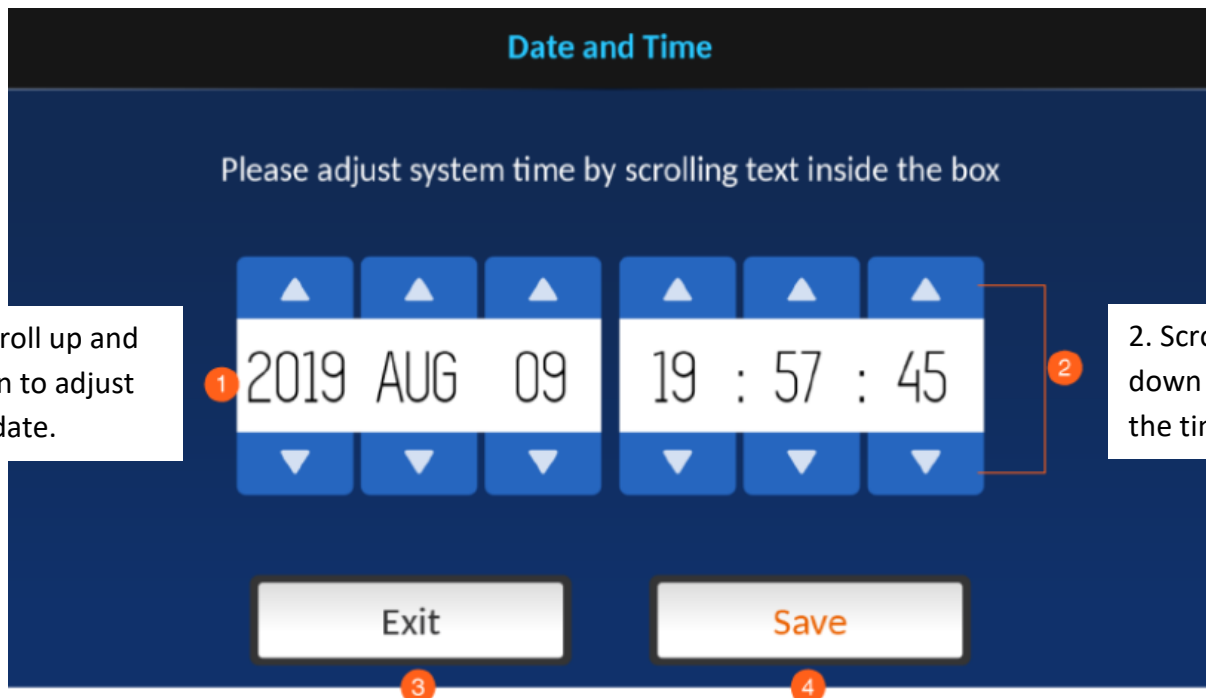 Date and Time
Please adjust system time by scrolling text inside the box
roll up and
to adjust
date.
1
2019 AUG 09
19 : 57 : 45
2
2. Scro
down
the
Exit
Save
3
4